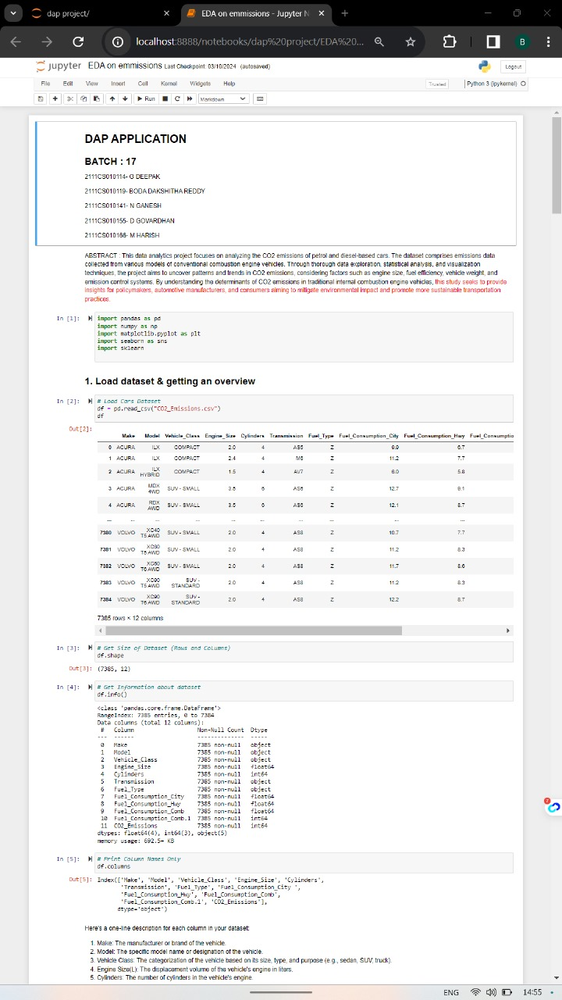 dap project/
EDA on emmissions - Jupyter N
localhost:8888/notebooks/dap%20project/EDA%20...
B
jupyter EDA on emmissions Last Checkpoint: 03/10/2024 (autosaved)
Logout
File Edit View Insert Cell Kernel Widgets Help
Trusted Python 3 (ipykernel)
Run Markdown
DAP APPLICATION
BATCH : 17
2111CS010114- G DEEPAK
2111CS010119- BODA DAKSHITHA REDDY
2111CS010141- N GANESH
2111CS010155- D GOVARDHAN
2111CS010166- M HARISH
ABSTRACT : This data analytics project focuses on analyzing the CO2 emissions of petrol and diesel-based cars. The dataset comprises emissions data
collected from various models of conventional combustion engine vehicles. Through thorough data exploration, statistical analysis, and visualization
techniques, the project aims to uncover patterns and trends in CO2 emissions, considering factors such as engine size, fuel efficiency, vehicle weight, and
emission control systems. By understanding the determinants of CO2 emissions in traditional internal combustion engine vehicles, this study seeks to provide
insights for policymakers, automotive manufacturers, and consumers aiming to mitigate environmental impact and promote more sustainable transportation
practices.
In [1]: import pandas as pd
import numpy as np
import matplotlib.pyplot as plt
import seaborn as sns
import sklearn
1. Load dataset & getting an overview
In [2]: # Load Cars Dataset
df = pd.read_csv("CO2_Emissions.csv")
df
Out[2]:
Make Model Vehicle_Class Engine_Size Cylinders Transmission Fuel_Type Fuel_Consumption_City Fuel_Consumption_Hwy Fuel_Consumptio
0 ACURA ILX COMPACT 2.0 4 AS5 Z 9.9 6.7
1 ACURA ILX COMPACT 2.4 4 M6 Z 11.2 7.7
2 ACURA ILX HYBRID COMPACT 1.5 4 AV7 Z 6.0 5.8
3 ACURA MDX 4WD SUV - SMALL 3.5 6 AS6 Z 12.7 9.1
4 ACURA RDX AWD SUV - SMALL 3.5 6 AS6 Z 12.1 8.7
... ... ... ... ... ... ... ... ... ...
7380 VOLVO XC40 T5 AWD SUV - SMALL 2.0 4 AS8 Z 10.7 7.7
7381 VOLVO XC60 T5 AWD SUV - SMALL 2.0 4 AS8 Z 11.2 8.3
7382 VOLVO XC60 T6 AWD SUV - SMALL 2.0 4 AS8 Z 11.7 8.6
7383 VOLVO XC90 T5 AWD SUV - STANDARD 2.0 4 AS8 Z 11.2 8.3
7384 VOLVO XC90 T6 AWD SUV - STANDARD 2.0 4 AS8 Z 12.2 8.7
7385 rows × 12 columns
In [3]: # Get Size of Dataset (Rows and Columns)
df.shape
Out[3]: (7385, 12)
In [4]: # Get Information about dataset
df.info()
<class 'pandas.core.frame.DataFrame'>
RangeIndex: 7385 entries, 0 to 7384
Data columns (total 12 columns):
# Column Non-Null Count Dtype
--- ------ -------------- -----
0 Make 7385 non-null object
1 Model 7385 non-null object
2 Vehicle_Class 7385 non-null object
3 Engine_Size 7385 non-null float64
4 Cylinders 7385 non-null int64
5 Transmission 7385 non-null object
6 Fuel_Type 7385 non-null object
7 Fuel_Consumption_City 7385 non-null float64
8 Fuel_Consumption_Hwy 7385 non-null float64
9 Fuel_Consumption_Comb 7385 non-null float64
10 Fuel_Consumption_Comb.1 7385 non-null int64
11 CO2_Emissions 7385 non-null int64
dtypes: float64(4), int64(3), object(5)
memory usage: 692.5+ KB
In [5]: # Print Column Names Only
df.columns
Out[5]: Index(['Make', 'Model', 'Vehicle_Class', 'Engine_Size', 'Cylinders',
'Transmission', 'Fuel_Type', 'Fuel_Consumption_City ',
'Fuel_Consumption_Hwy', 'Fuel_Consumption_Comb',
'Fuel_Consumption_Comb.1', 'CO2_Emissions'],
dtype='object')
Here's a one-line description for each column in your dataset:
1. Make: The manufacturer or brand of the vehicle.
2. Model: The specific model name or designation of the vehicle.
3. Vehicle Class: The categorization of the vehicle based on its size, type, and purpose (e.g., sedan, SUV, truck).
4. Engine Size(L): The displacement volume of the vehicle's engine in liters.
5. Cylinders: The number of cylinders in the vehicle's engine.
ENG 14:55